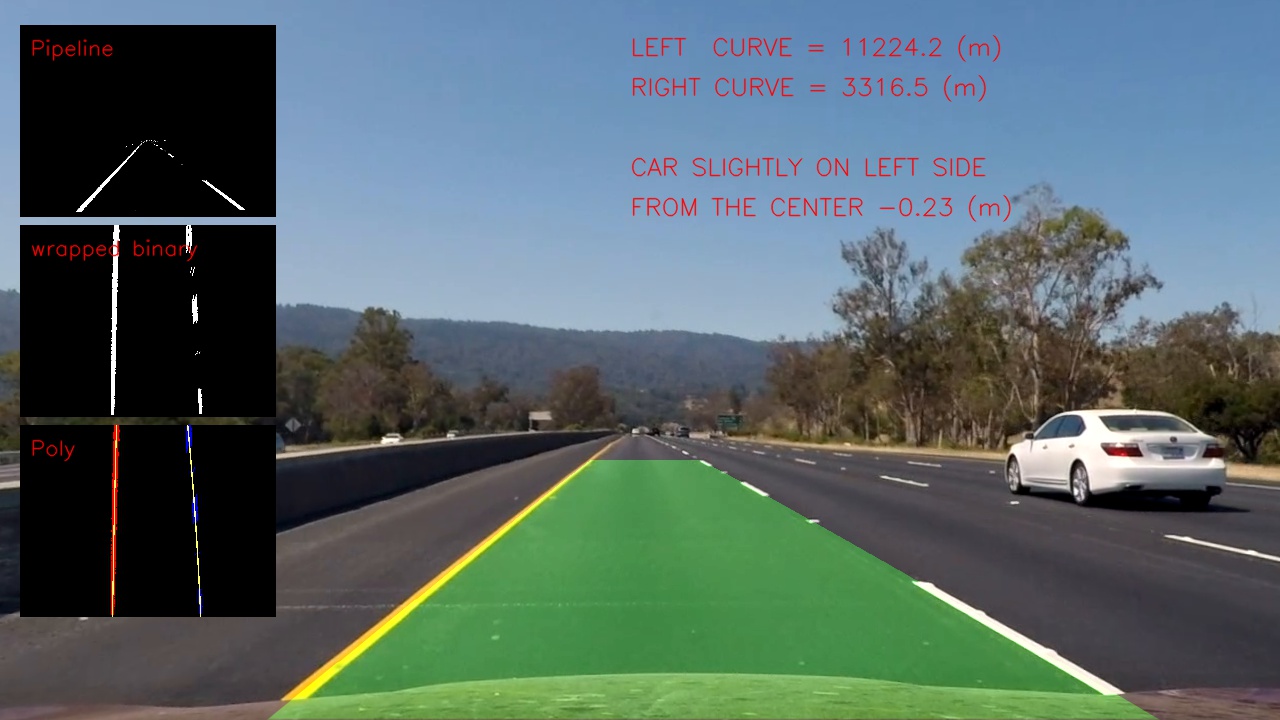 Pipeline
LEFT CURVE = 11224.2 (m)
RIGHT CURVE = 3316.5 (m)
CAR SLIGHTLY ON LEFT SIDE
FROM THE CENTER -0.23 (m)
wrapped binary
Poly